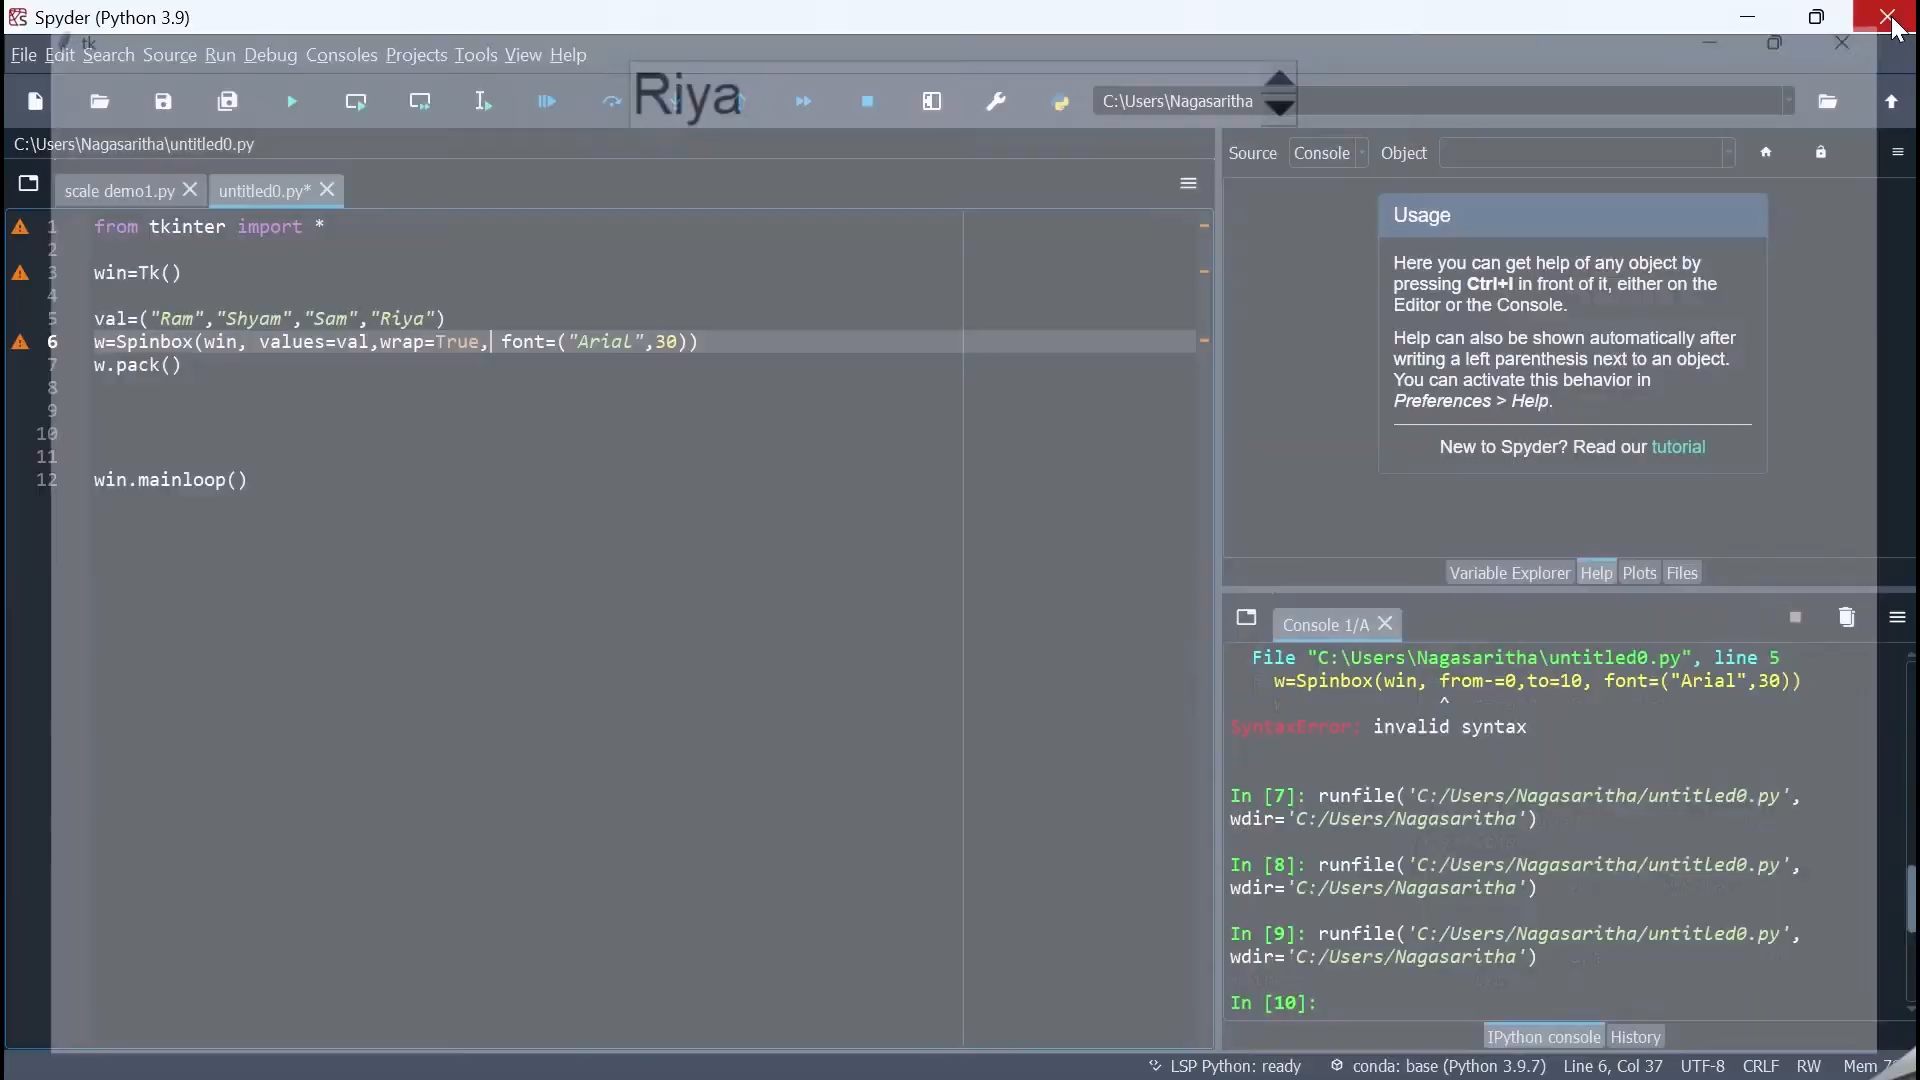 Spyder (Python 3.9)
tk
File Edit Search Source Run Debug Consoles Projects Tools View Help
Riya
C:\Users\Nagasaritha
C:\Users\Nagasaritha\untitled0.py
Source Console Object
scale demo1.py untitled0.py*
Usage
Here you can get help of any object by
pressing Ctrl+I in front of it, either on the
Editor or the Console.
Help can also be shown automatically after
writing a left parenthesis next to an object.
You can activate this behavior in
Preferences > Help.
New to Spyder? Read our tutorial
1 from tkinter import *
2
3 win=Tk()
4
5 val=("Ram","Shyam","Sam","Riya")
6 w=Spinbox(win, values=val,wrap=True, font=("Arial",30))
7 w.pack()
8
9
10
11
12 win.mainloop()
Variable Explorer Help Plots Files
Console 1/A
File "C:\Users\Nagasaritha\untitled0.py", line 5
w=Spinbox(win, from-=0,to=10, font=("Arial",30))
^
SyntaxError: invalid syntax
In [7]: runfile('C:/Users/Nagasaritha/untitled0.py',
wdir='C:/Users/Nagasaritha')
In [8]: runfile('C:/Users/Nagasaritha/untitled0.py',
wdir='C:/Users/Nagasaritha')
In [9]: runfile('C:/Users/Nagasaritha/untitled0.py',
wdir='C:/Users/Nagasaritha')
In [10]:
IPython console History
LSP Python: ready conda: base (Python 3.9.7) Line 6, Col 37 UTF-8 CRLF RW Mem